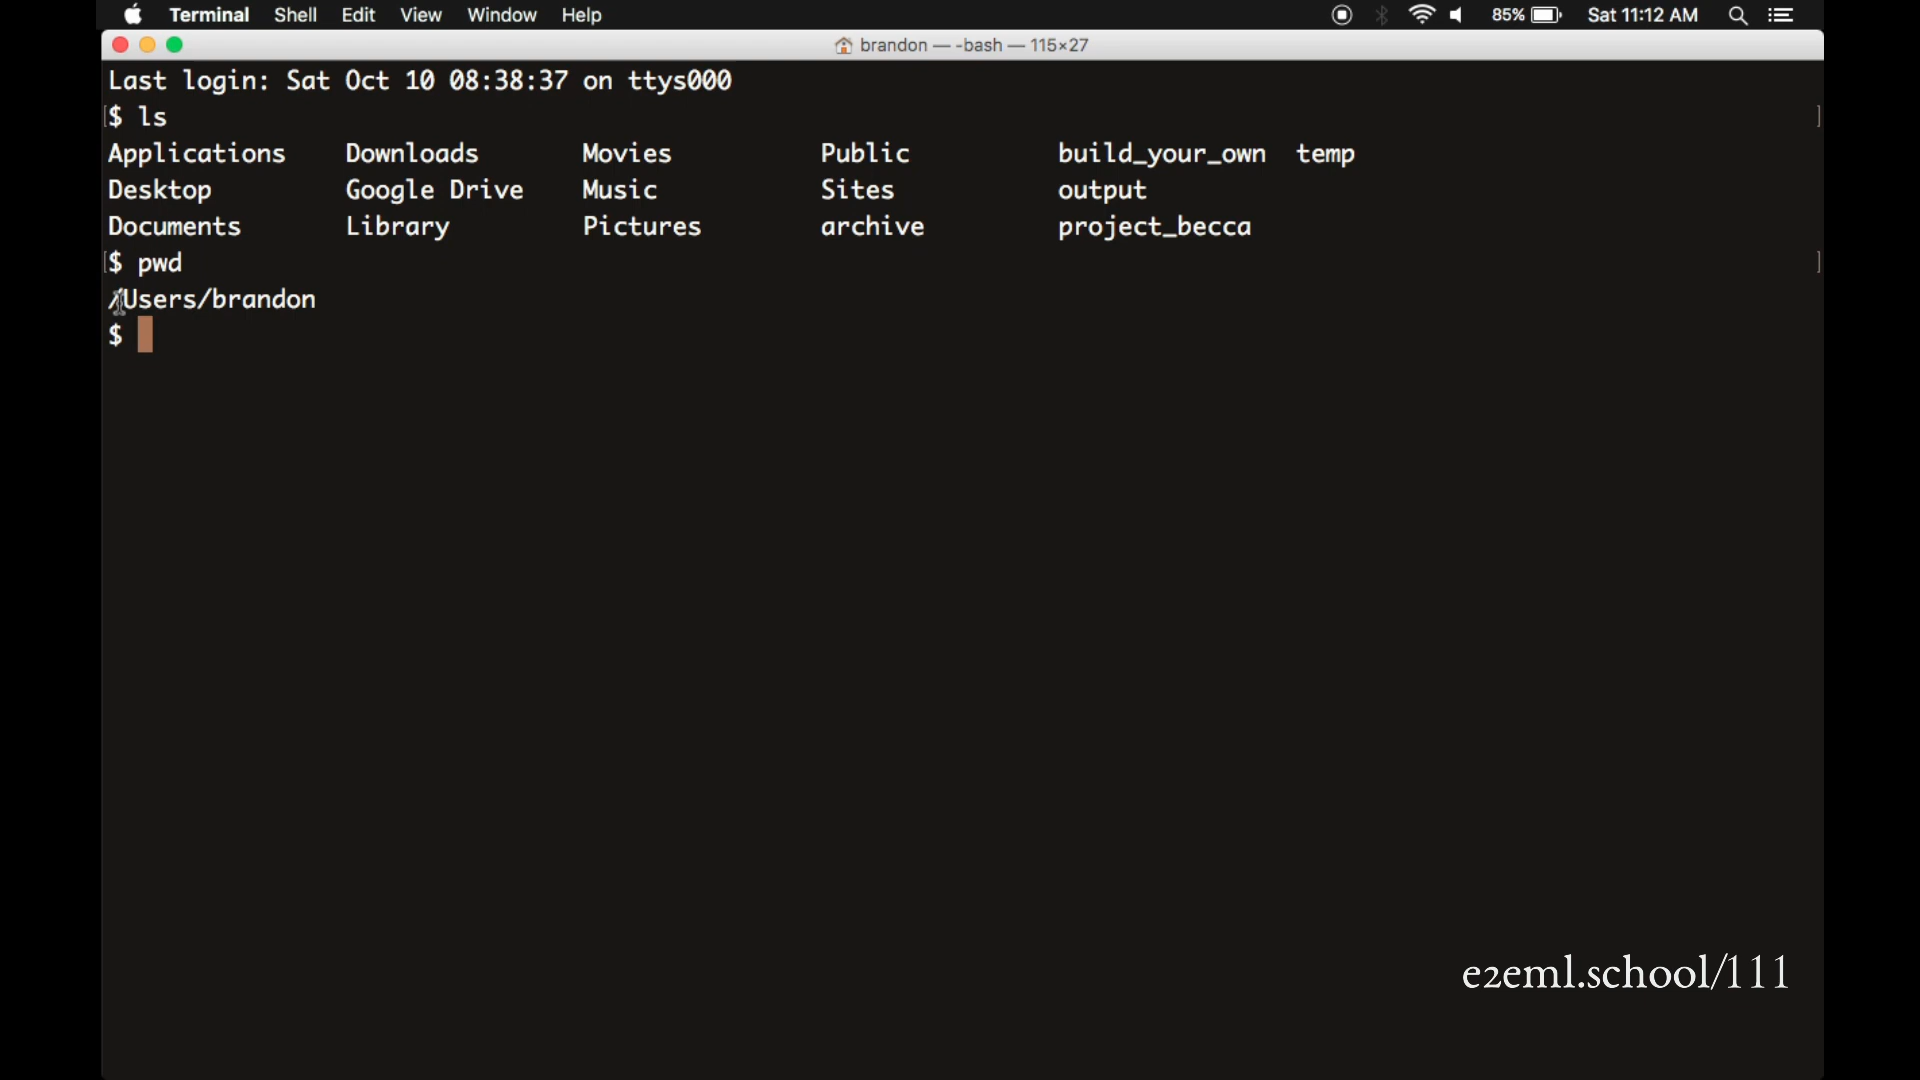 Terminal Shell Edit View Window Help 85% Sat 11:12 AM
brandon — -bash — 115×27
Last login: Sat Oct 10 08:38:37 on ttys000
$ ls
Applications Downloads Movies Public build_your_own temp
Desktop Google Drive Music Sites output
Documents Library Pictures archive project_becca
$ pwd
/Users/brandon
$
e2eml.school/111